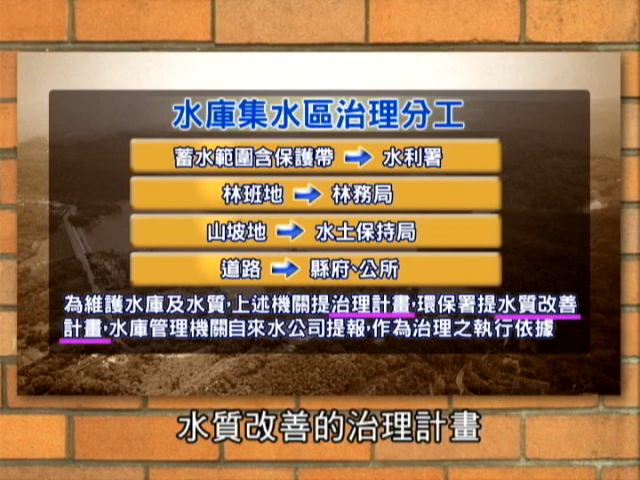 水庫集水區治理分工
蓄水範圍含保護帶➡水利署
林班地➡林務局
山坡地➡水土保持局
道路➡縣府、公所
為維護水庫及水質,上述機關提治理計畫,環保署提水質改善
計畫,水庫管理機關自來水公司提報,作為治理之執行依據
水質改善的治理計畫